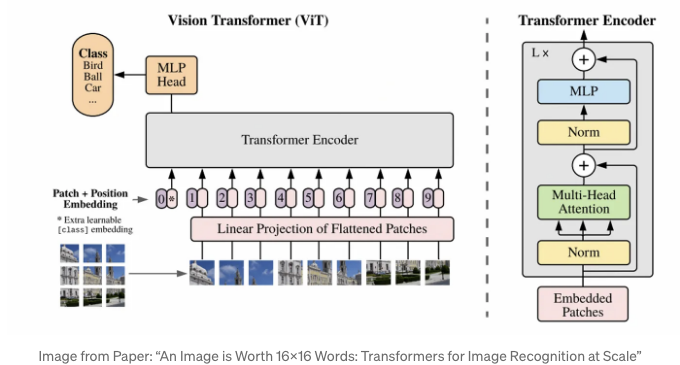 Vision Transformer (ViT)
Class
Bird
Ball
Car
...
MLP
Head
Transformer Encoder
Patch + Position
Embedding
0 * 1 2 3 4 5 6 7 8 9
* Extra learnable
[class] embedding
Linear Projection of Flattened Patches
Transformer Encoder
L x
+
MLP
Norm
+
Multi-Head
Attention
Norm
Embedded
Patches
Image from Paper: “An Image is Worth 16×16 Words: Transformers for Image Recognition at Scale”